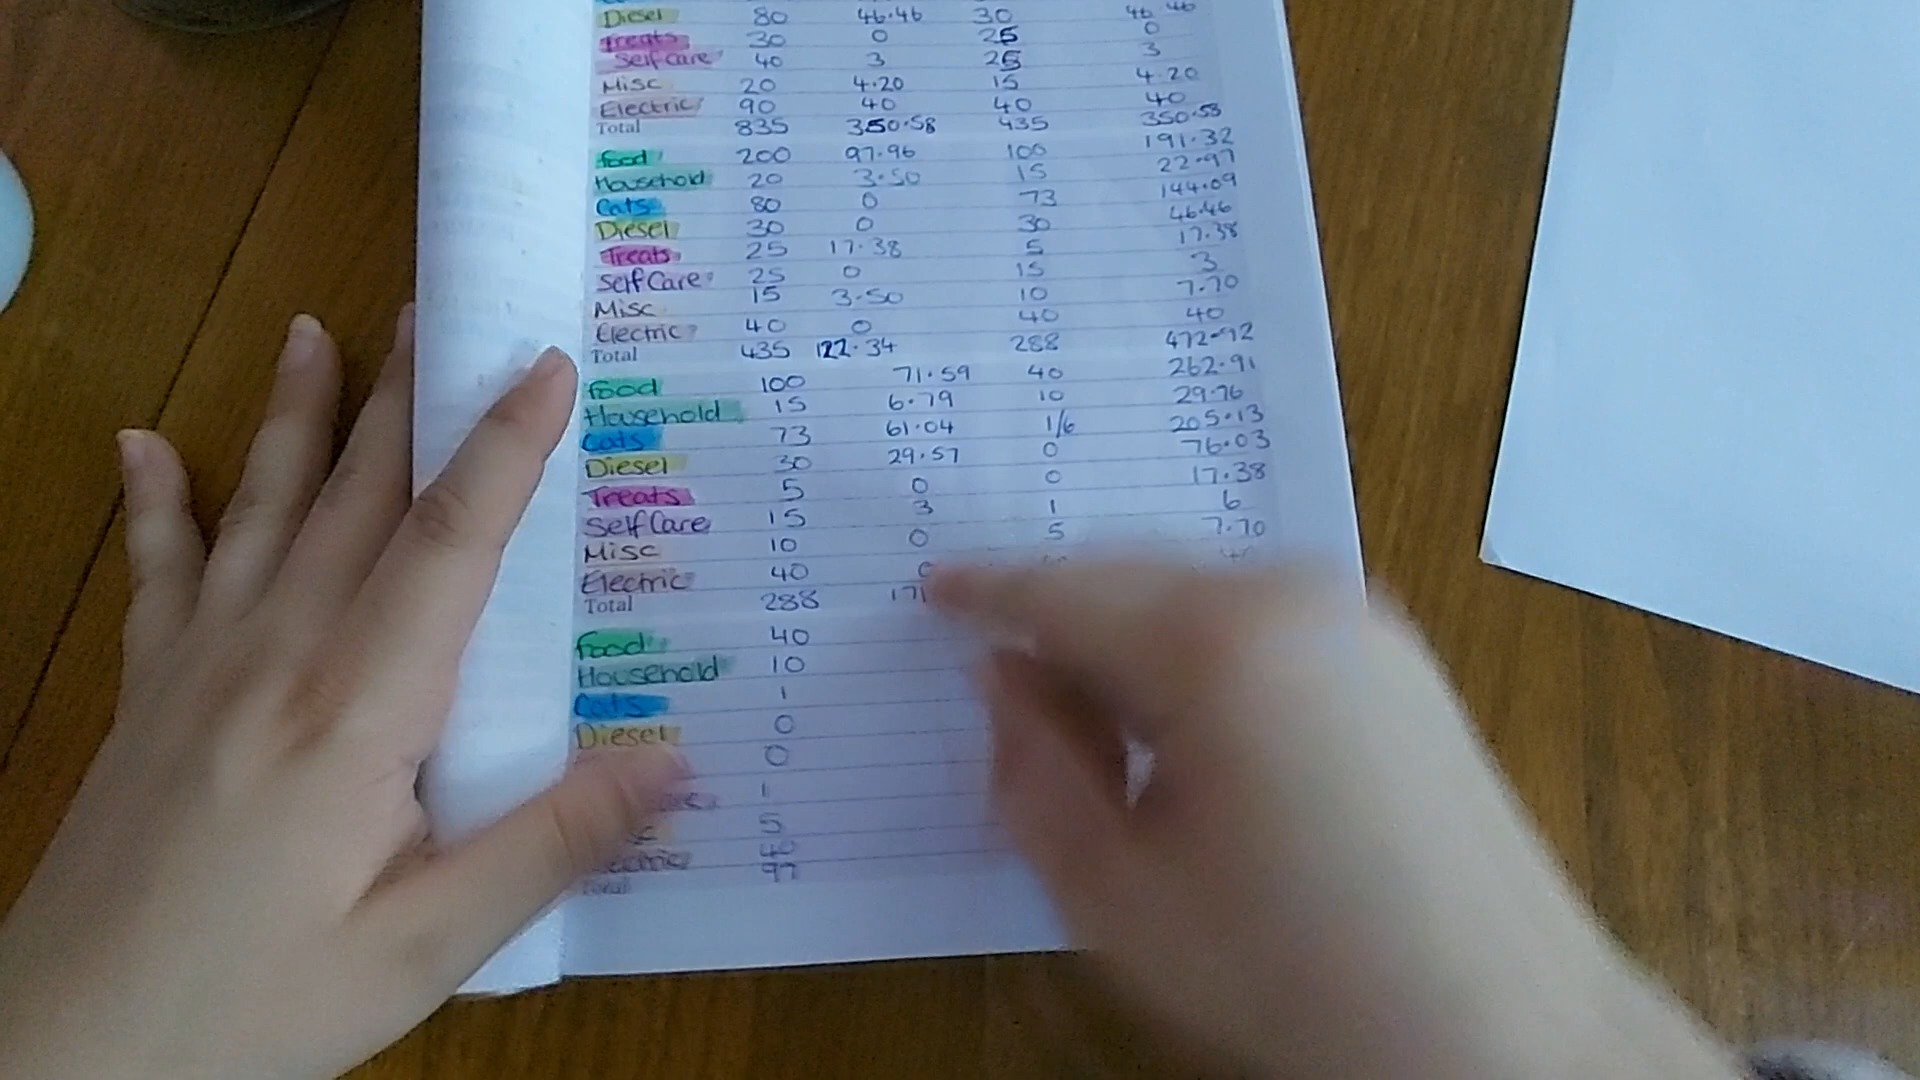 Diesel 80 46.46 30 46.46
Treats 30 0 25 0
Self Care 40 3 25 3
Misc 20 4.20 15 4.20
Electric 90 40 40 40
Total 835 350.58 435 350.58
food 200 97.96 100 191.32
Household 20 3.50 15 22.97
Cats 80 0 73 144.09
Diesel 30 0 30 46.46
Treats 25 17.38 5 17.38
Self Care 25 0 15 3
Misc 15 3.50 10 7.70
Electric 40 0 40 40
Total 435 122.34 288 472.92
food 100 71.59 40 262.91
Household 15 6.79 10 29.76
Cats 73 61.04 1/6 205.13
Diesel 30 29.57 0 76.03
Treats 5 0 0 17.38
Self Care 15 3 1 6
Misc 10 0 5 7.70
Electric 40 0
Total 288 171
food 40
Household 10
Cats 1
Diesel 0
0
1
5
40
Total 97